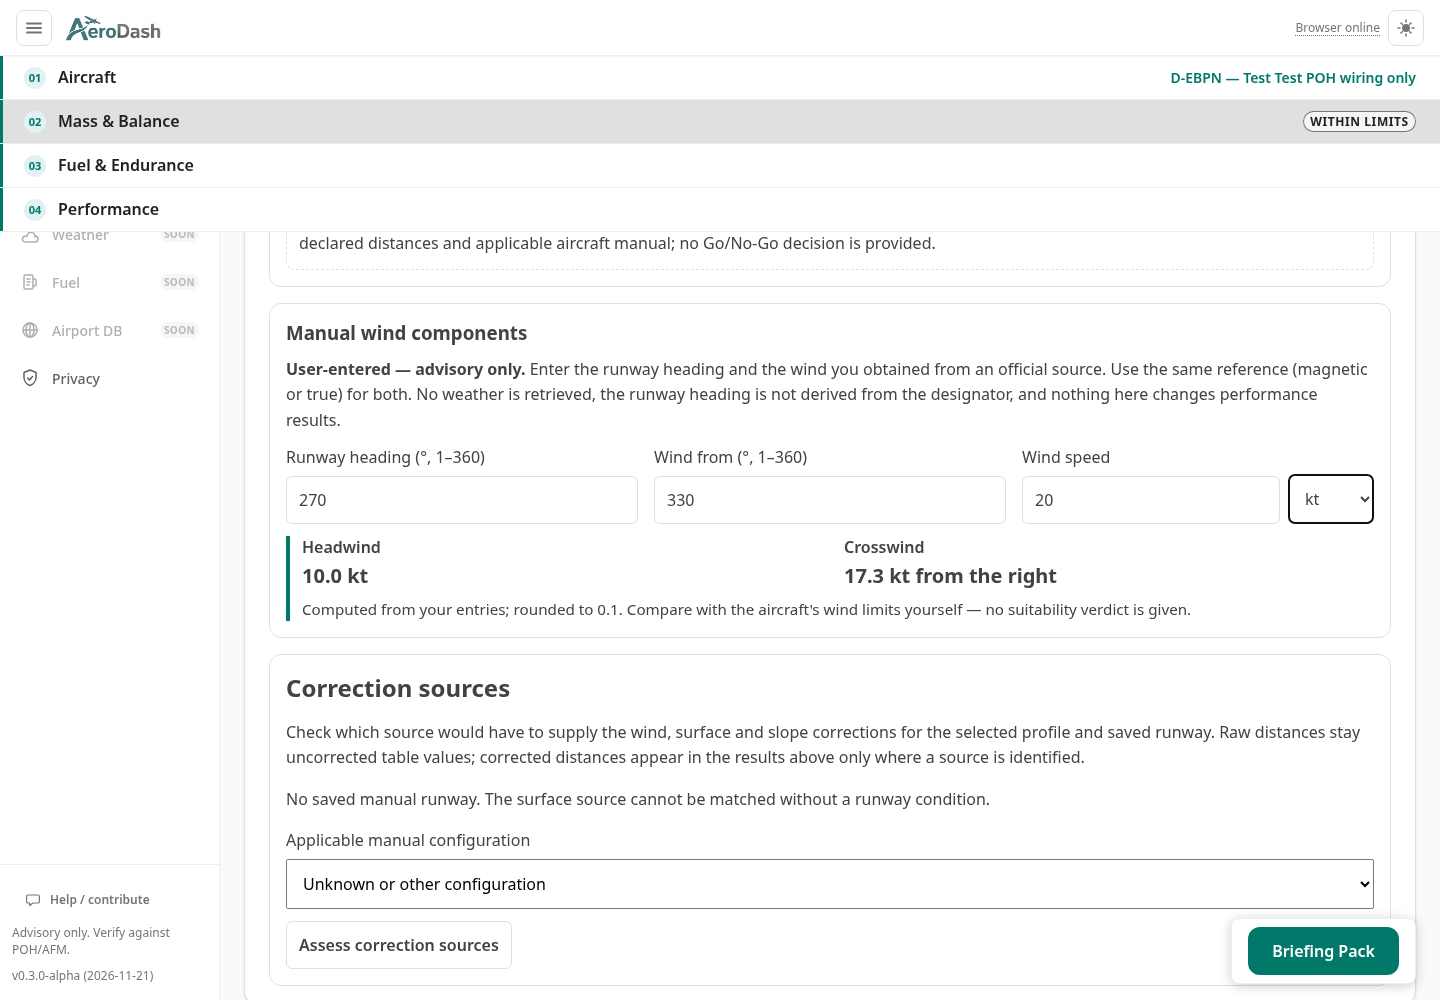 AeroDash
Browser online
01 Aircraft D-EBPN — Test Test POH wiring only
02 Mass & Balance WITHIN LIMITS
03 Fuel & Endurance
04 Performance
Weather SOON
Fuel SOON
Airport DB SOON
Privacy
declared distances and applicable aircraft manual; no Go/No-Go decision is provided.
Manual wind components
User-entered — advisory only. Enter the runway heading and the wind you obtained from an official source. Use the same reference (magnetic
or true) for both. No weather is retrieved, the runway heading is not derived from the designator, and nothing here changes performance
results.
Runway heading (°, 1–360) Wind from (°, 1–360) Wind speed
270 330 20 kt
Headwind Crosswind
10.0 kt 17.3 kt from the right
Computed from your entries; rounded to 0.1. Compare with the aircraft's wind limits yourself — no suitability verdict is given.
Correction sources
Check which source would have to supply the wind, surface and slope corrections for the selected profile and saved runway. Raw distances stay
uncorrected table values; corrected distances appear in the results above only where a source is identified.
No saved manual runway. The surface source cannot be matched without a runway condition.
Applicable manual configuration
Unknown or other configuration
Assess correction sources
Briefing Pack
Help / contribute
Advisory only. Verify against
POH/AFM.
v0.3.0-alpha (2026-11-21)